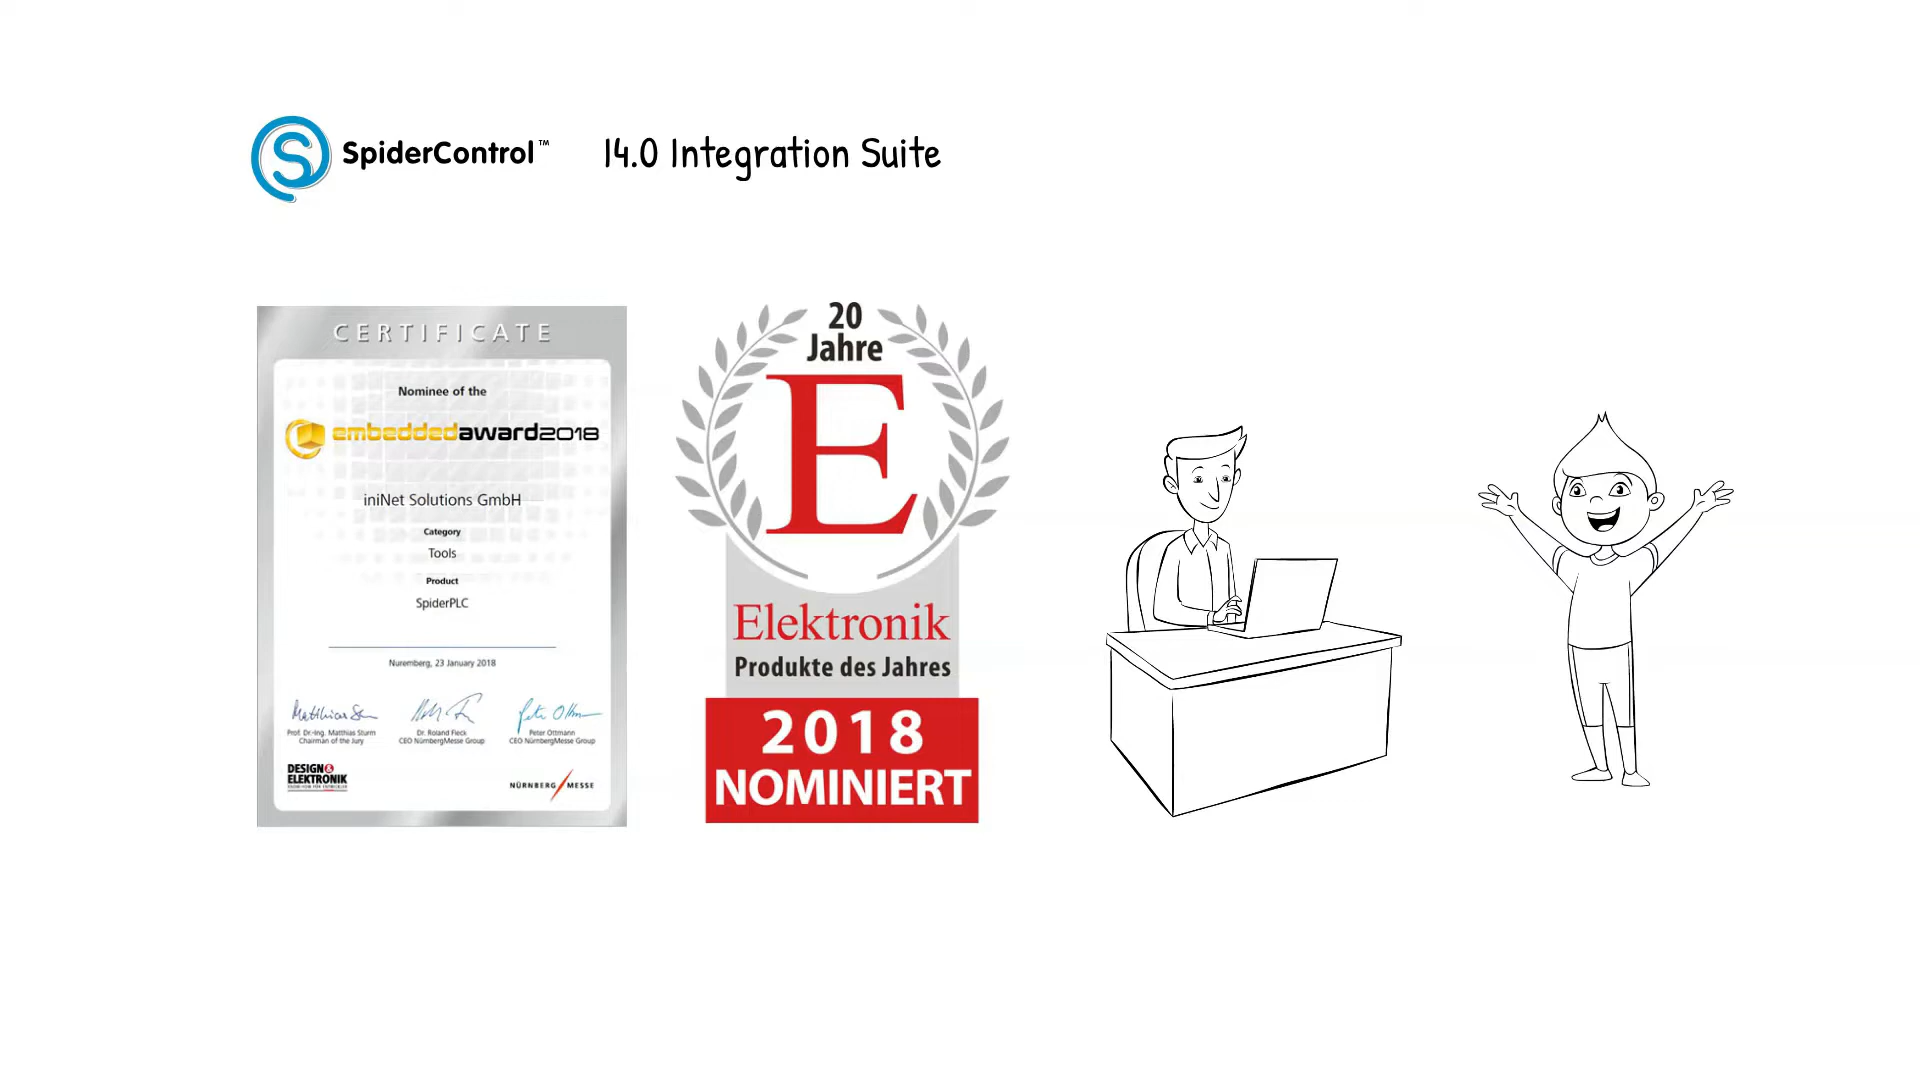 SpiderControl™ I4.0 Integration Suite
CERTIFICATE
Nominee of the
embeddedaward2018
iniNet Solutions GmbH
Category
Tools
Product
SpiderPLC
Nuremberg, 23 January 2018
Prof. Dr.-Ing. Matthias Sturm
Chairman of the Jury
Dr. Roland Fleck
CEO NürnbergMesse Group
Peter Ottmann
CEO NürnbergMesse Group
DESIGN&
ELEKTRONIK
NÜRNBERG MESSE
20
Jahre
E
Elektronik
Produkte des Jahres
2018
NOMINIERT